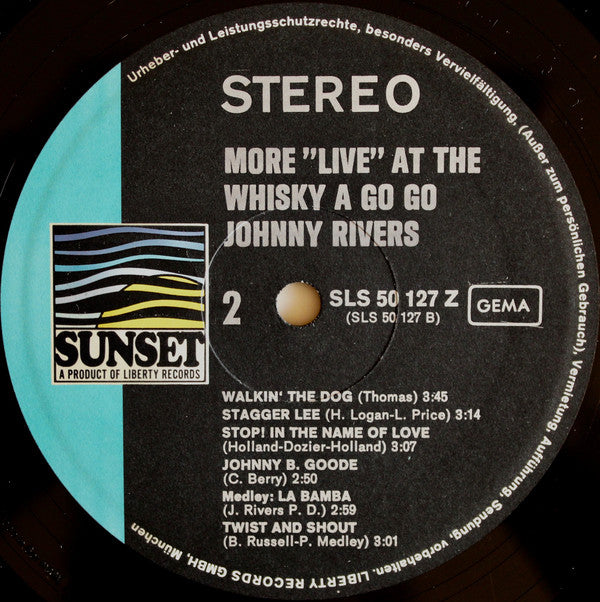 Urheber- und Leistungsschutzrechte, besonders Vervielfältigung, (Außer zum persönlichen Gebrauch), Vermietung, Aufführung, Sendung, vorbehalten. LIBERTY RECORDS GMBH, München
STEREO
MORE ”LIVE” AT THE
WHISKY A GO GO
JOHNNY RIVERS
2
SLS 50 127 Z
(SLS 50 127 B)
GEMA
SUNSET
A PRODUCT OF LIBERTY RECORDS
WALKIN' THE DOG (Thomas) 3:45
STAGGER LEE (H. Logan-L. Price) 3:14
STOP! IN THE NAME OF LOVE
(Holland-Dozier-Holland) 3:07
JOHNNY B. GOODE
(C. Berry) 2:50
Medley: LA BAMBA
(J. Rivers P. D.) 2:59
TWIST AND SHOUT
(B. Russell-P. Medley) 3:01